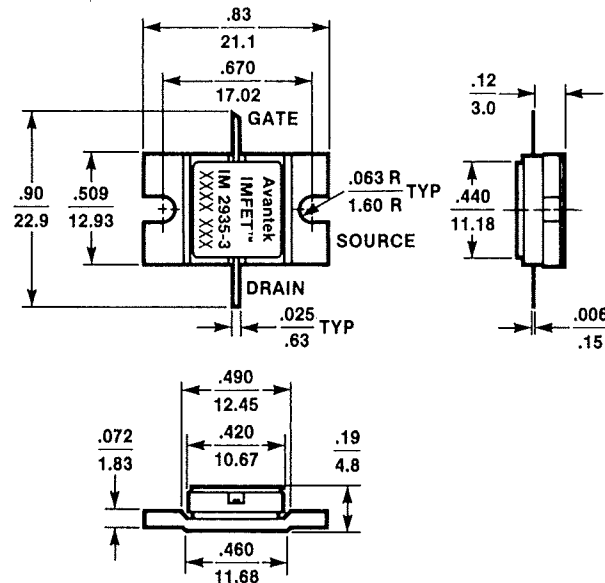 .83
21.1
.670
17.02
GATE
.12
3.0
.90
22.9
.509
12.93
Avantek
IMFET™
IM 2935-3
XXXX XXX
.063 R
1.60 R
TYP
SOURCE
.440
11.18
DRAIN
.025
.63
TYP
.006
.15
.490
12.45
.072
1.83
.420
10.67
.19
4.8
.460
11.68